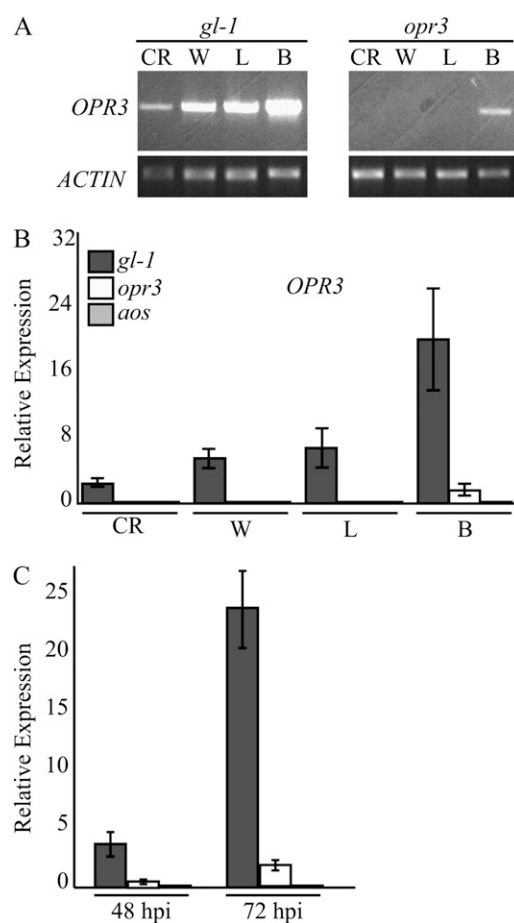 A
gl-1 opr3
CR W L B CR W L B
OPR3
ACTIN
B
32
24
16
8
0
Relative Expression
gl-1
opr3
aos
OPR3
CR W L B
C
25
20
15
10
5
0
Relative Expression
48 hpi 72 hpi